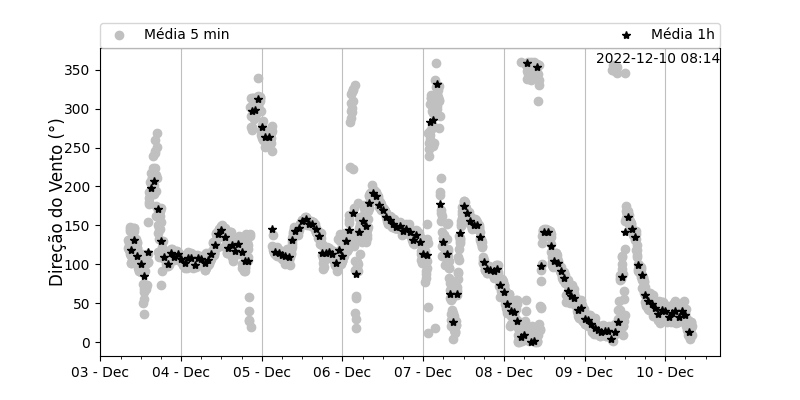 Média 5 min
Média 1h
2022-12-10 08:14
Direção do Vento (°)
350
300
250
200
150
100
50
0
03 - Dec
04 - Dec
05 - Dec
06 - Dec
07 - Dec
08 - Dec
09 - Dec
10 - Dec